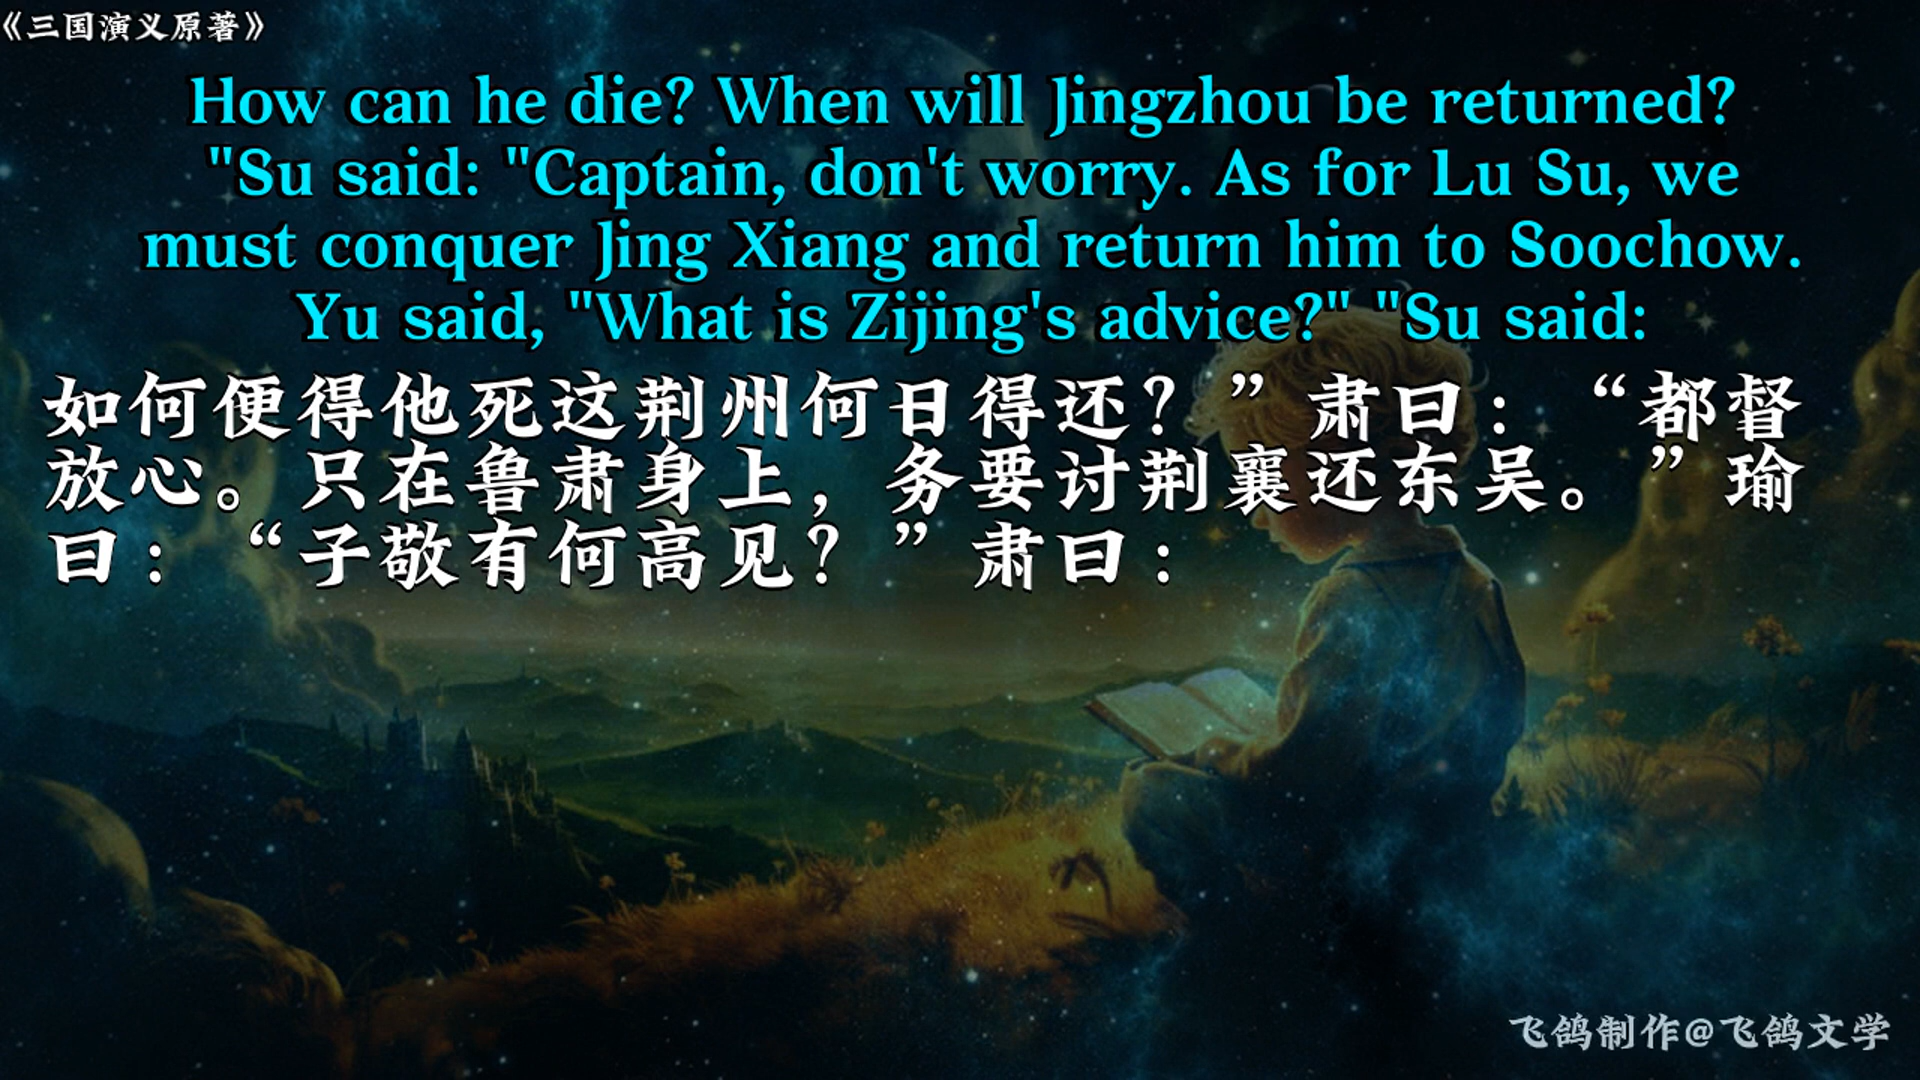 《三国演义原著》
How can he die? When will Jingzhou be returned?
"Su said: "Captain, don't worry. As for Lu Su, we
must conquer Jing Xiang and return him to Soochow.
Yu said, "What is Zijing's advice?" "Su said:
如何便得他死这荆州何日得还？”肃曰：“都督
放心。只在鲁肃身上，务要讨荆襄还东吴。”瑜
曰：“子敬有何高见？”肃曰：
飞鸽制作@飞鸽文学